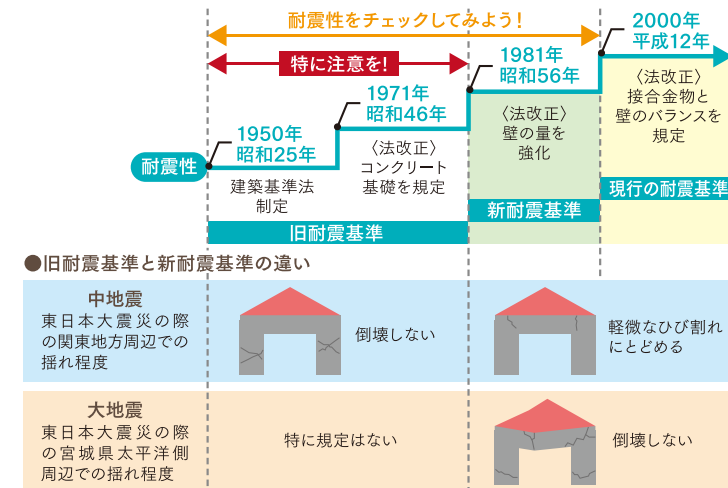 耐震性をチェックしてみよう！
特に注意を！
2000年
平成12年
1981年
昭和56年
1971年
昭和46年
1950年
昭和25年
耐震性
建築基準法
制定
〈法改正〉
コンクリート
基礎を規定
〈法改正〉
壁の量を
強化
〈法改正〉
接合金物と
壁のバランスを
規定
旧耐震基準
新耐震基準
現行の耐震基準
●旧耐震基準と新耐震基準の違い
中地震
東日本大震災の際
の関東地方周辺での
揺れ程度
倒壊しない
軽微なひび割れ
にとどめる
大地震
東日本大震災の際
の宮城県太平洋側
周辺での揺れ程度
特に規定はない
倒壊しない